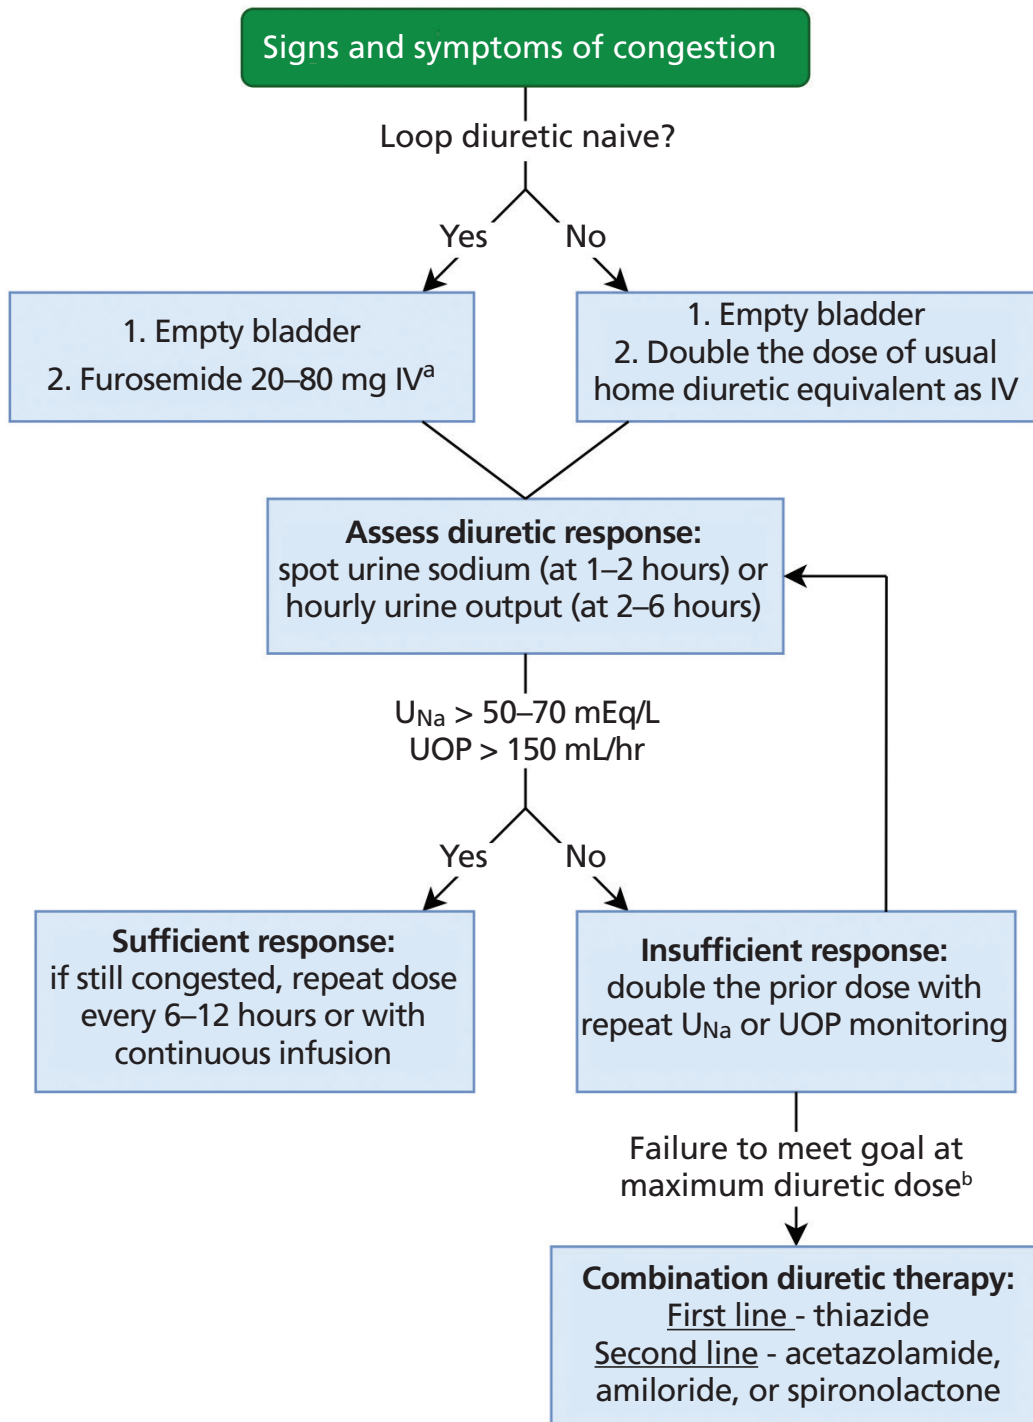 Signs and symptoms of congestion
Loop diuretic naive?
Yes
No
1. Empty bladder
2. Furosemide 20–80 mg IVᵃ
1. Empty bladder
2. Double the dose of usual
home diuretic equivalent as IV
Assess diuretic response:
spot urine sodium (at 1–2 hours) or
hourly urine output (at 2–6 hours)
UNa > 50–70 mEq/L
UOP > 150 mL/hr
Yes
No
Sufficient response:
if still congested, repeat dose
every 6–12 hours or with
continuous infusion
Insufficient response:
double the prior dose with
repeat UNa or UOP monitoring
Failure to meet goal at
maximum diuretic doseᵇ
Combination diuretic therapy:
First line - thiazide
Second line - acetazolamide,
amiloride, or spironolactone